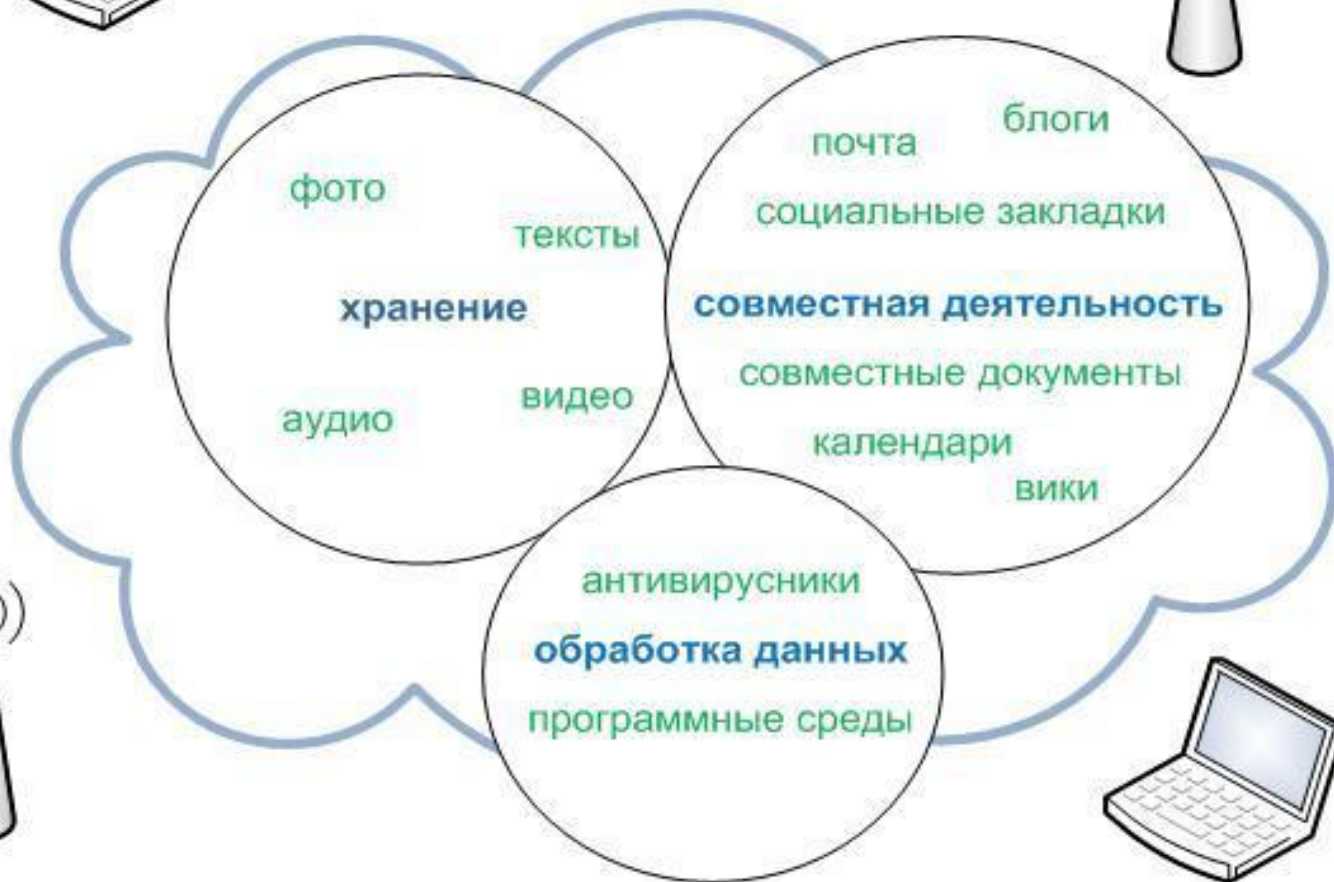 фото
тексты
хранение
аудио
видео
почта
блоги
социальные закладки
совместная деятельность
совместные документы
календари
вики
антивирусники
обработка данных
программные среды